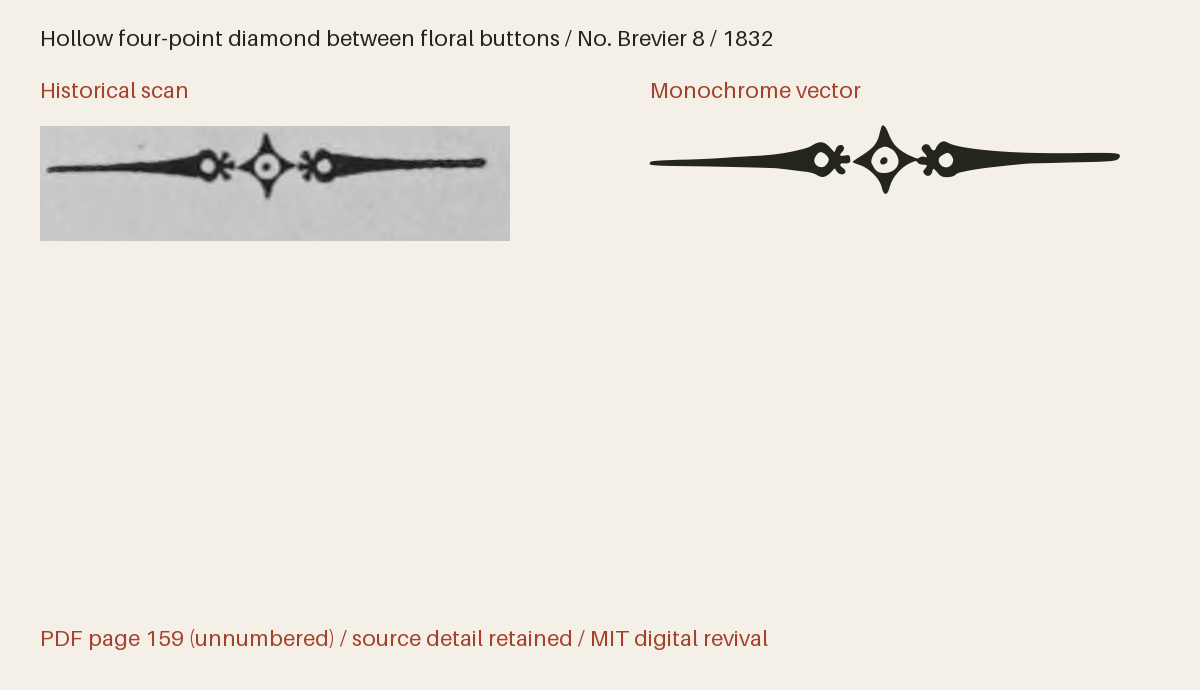 Hollow four-point diamond between floral buttons / No. Brevier 8 / 1832
Historical scan
Monochrome vector
PDF page 159 (unnumbered) / source detail retained / MIT digital revival